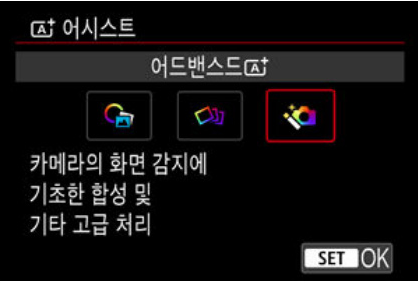 A+ 어시스트
어드밴스드A+
카메라의 화면 감지에
기초한 합성 및
기타 고급 처리
SET OK